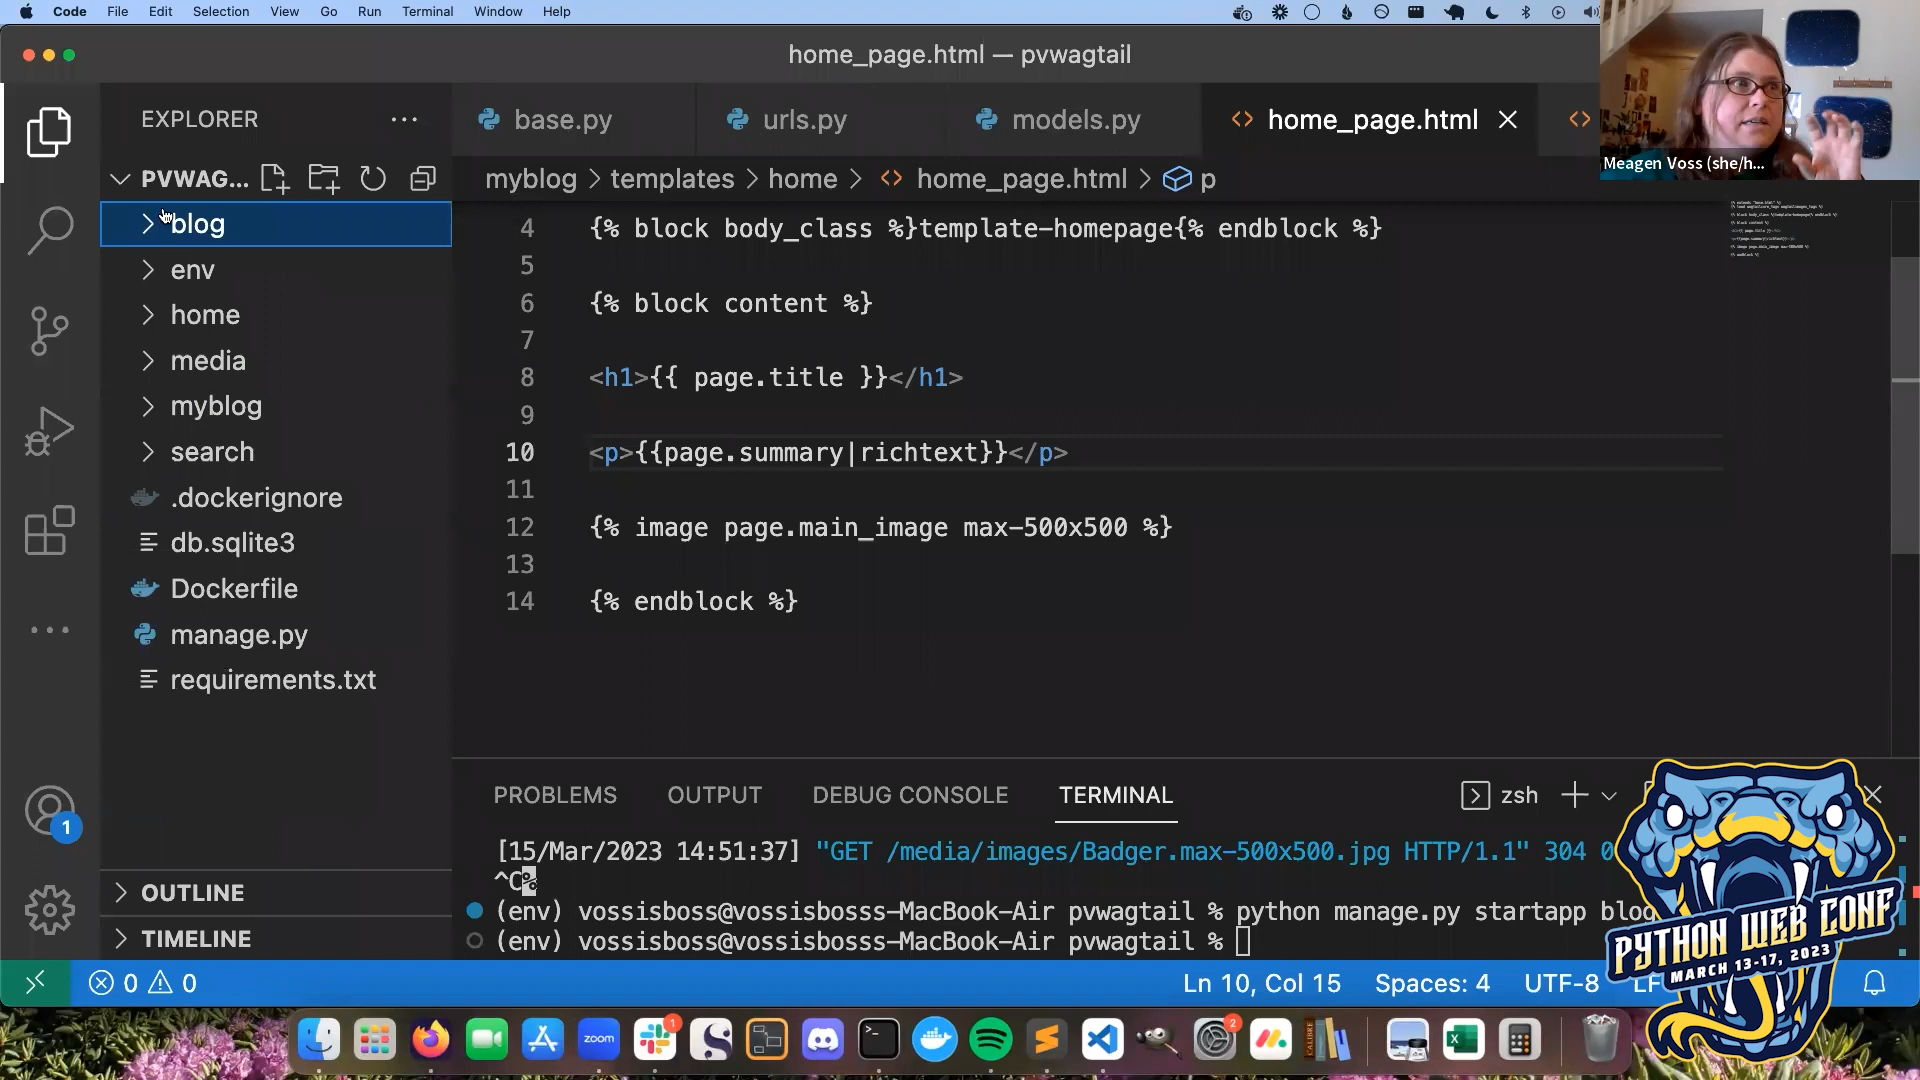 Code File Edit Selection View Go Run Terminal Window Help
home_page.html — pvwagtail
Meagen Voss (she/h...
EXPLORER
base.py
urls.py
models.py
home_page.html
PVWAG...
myblog > templates > home > home_page.html > p
blog
env
home
media
myblog
search
.dockerignore
db.sqlite3
Dockerfile
manage.py
requirements.txt
OUTLINE
TIMELINE
4 {% block body_class %}template-homepage{% endblock %}
5
6 {% block content %}
7
8 <h1>{{ page.title }}</h1>
9
10 <p>{{page.summary|richtext}}</p>
11
12 {% image page.main_image max-500x500 %}
13
14 {% endblock %}
PROBLEMS OUTPUT DEBUG CONSOLE TERMINAL
zsh
[15/Mar/2023 14:51:37] "GET /media/images/Badger.max-500x500.jpg HTTP/1.1" 304 0
^C%
(env) vossisboss@vossisbosss-MacBook-Air pvwagtail % python manage.py startapp blog
(env) vossisboss@vossisbosss-MacBook-Air pvwagtail %
1
0 0
Ln 10, Col 15 Spaces: 4 UTF-8 LF
PYTHON WEB CONF
MARCH 13-17, 2023
zoom
1
2
CALIBRE